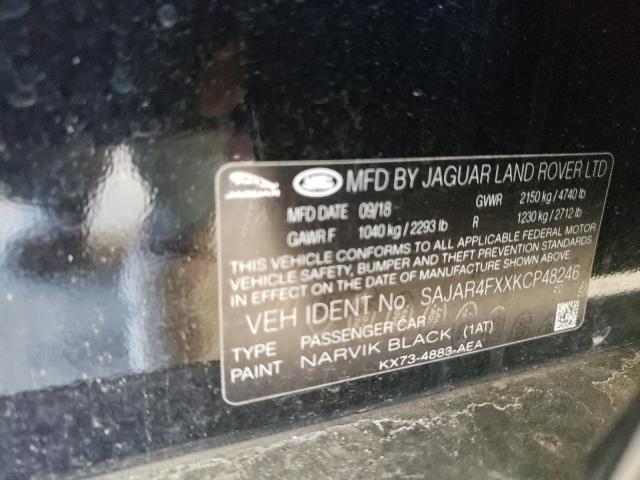 JAGUAR MFD BY JAGUAR LAND ROVER LTD
MFD DATE 09/18 GVWR 2150 kg / 4740 lb
GAWR F 1040 kg / 2293 lb R 1230 kg / 2712 lb
THIS VEHICLE CONFORMS TO ALL APPLICABLE FEDERAL MOTOR
VEHICLE SAFETY, BUMPER AND THEFT PREVENTION STANDARDS
IN EFFECT ON THE DATE OF MANUFACTURE SHOWN
VEH IDENT No. SAJAR4FXXKCP48246
TYPE PASSENGER CAR
PAINT NARVIK BLACK (1AT)
KX73-4883-AEA